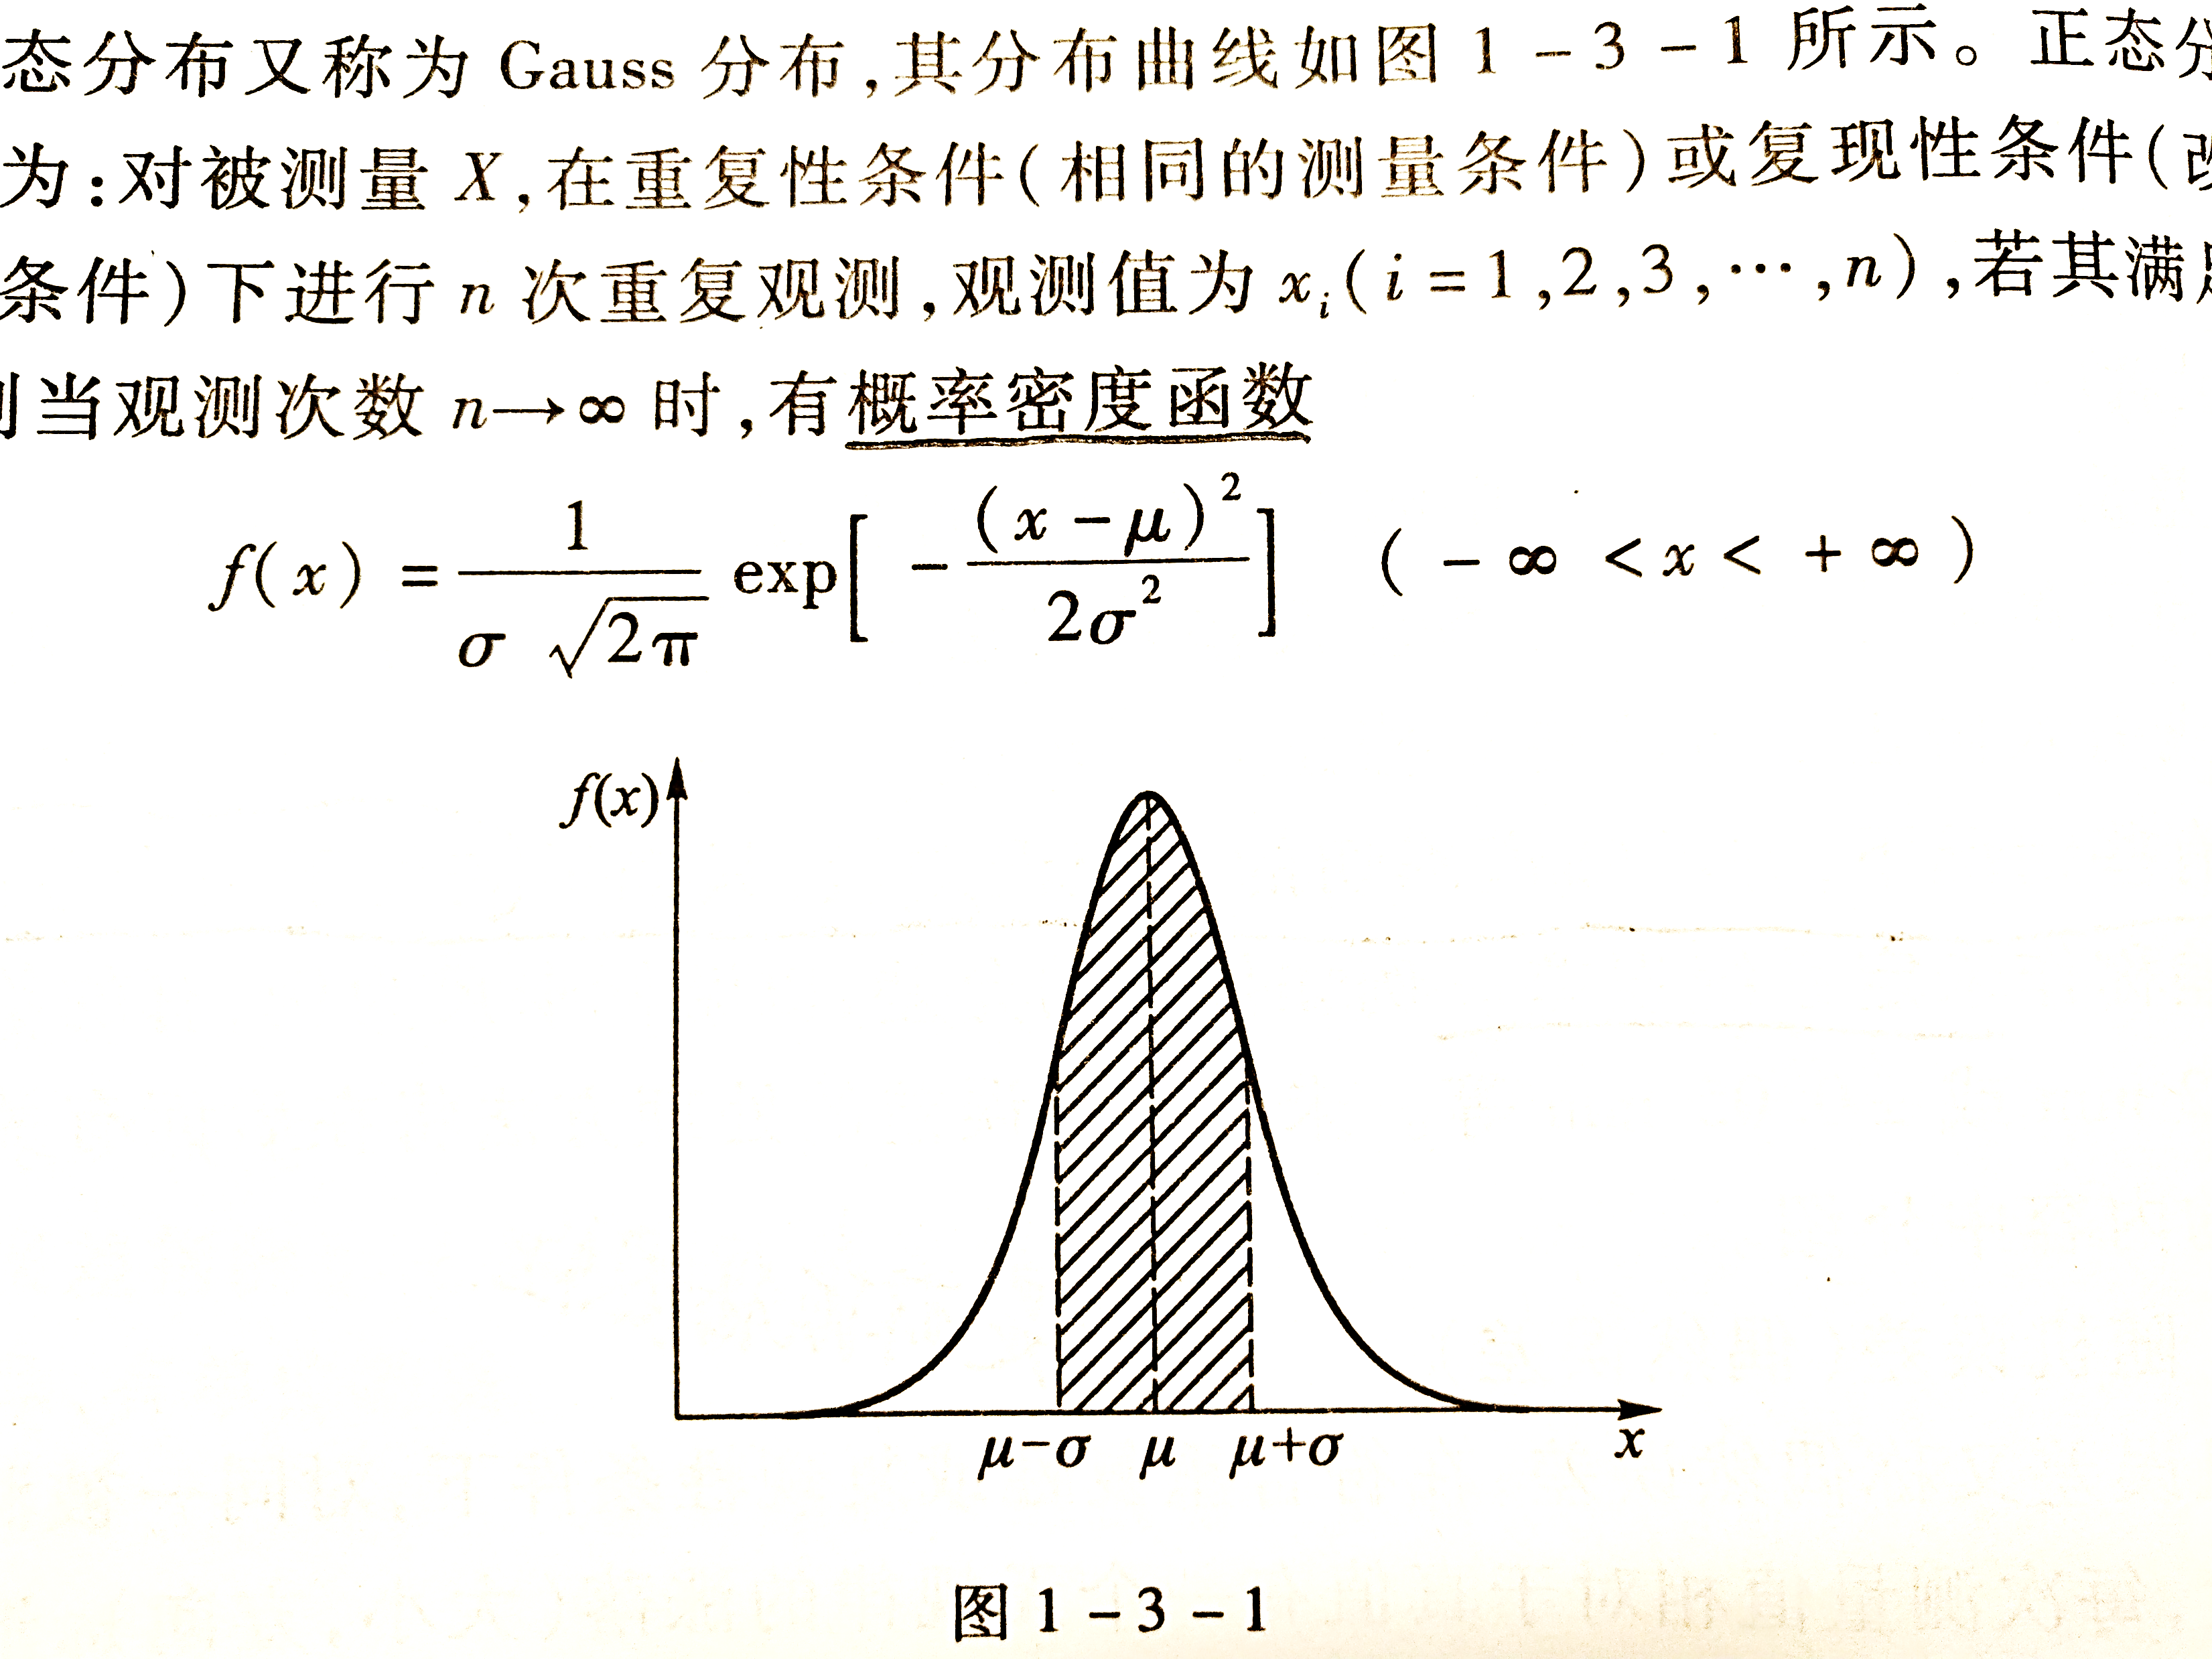 态分布又称为 Gauss 分布,其分布曲线如图 1-3-1 所示。正态分
为:对被测量 X,在重复性条件(相同的测量条件)或复现性条件(改
条件)下进行 n 次重复观测,观测值为 xᵢ(i=1,2,3,…,n),若其满足
当观测次数 n→∞ 时,有概率密度函数
f(x) = 1/(σ√2π) exp[-(x-μ)²/2σ²] (-∞<x<+∞)
f(x)
μ-σ μ μ+σ x
图 1-3-1